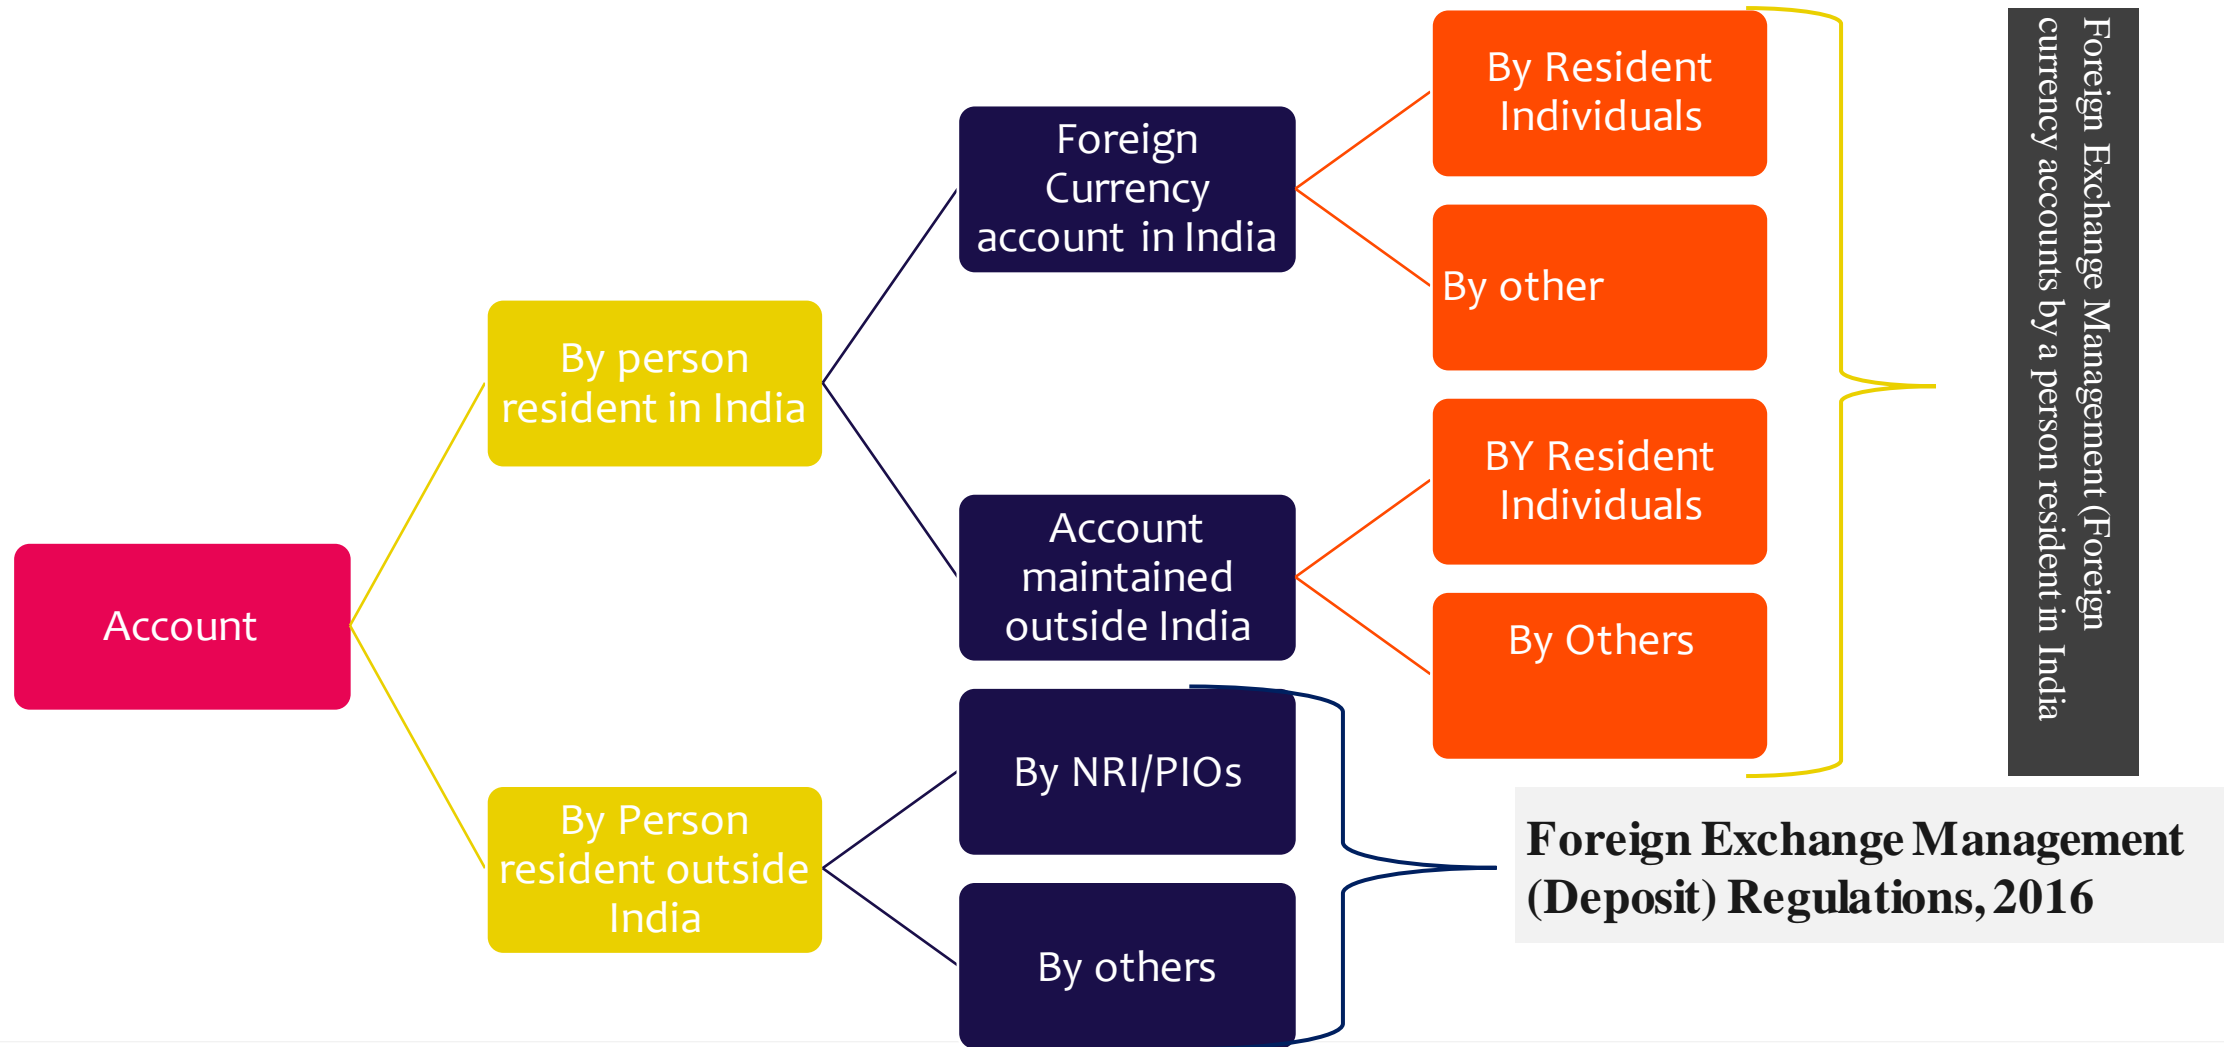 Account
By person
resident in India
By Person
resident outside
India
Foreign
Currency
account in India
Account
maintained
outside India
By NRI/PIOs
By others
By Resident
Individuals
By other
BY Resident
Individuals
By Others
Foreign Exchange Management (Foreign
currency accounts by a person resident in India
Foreign Exchange Management
(Deposit) Regulations, 2016